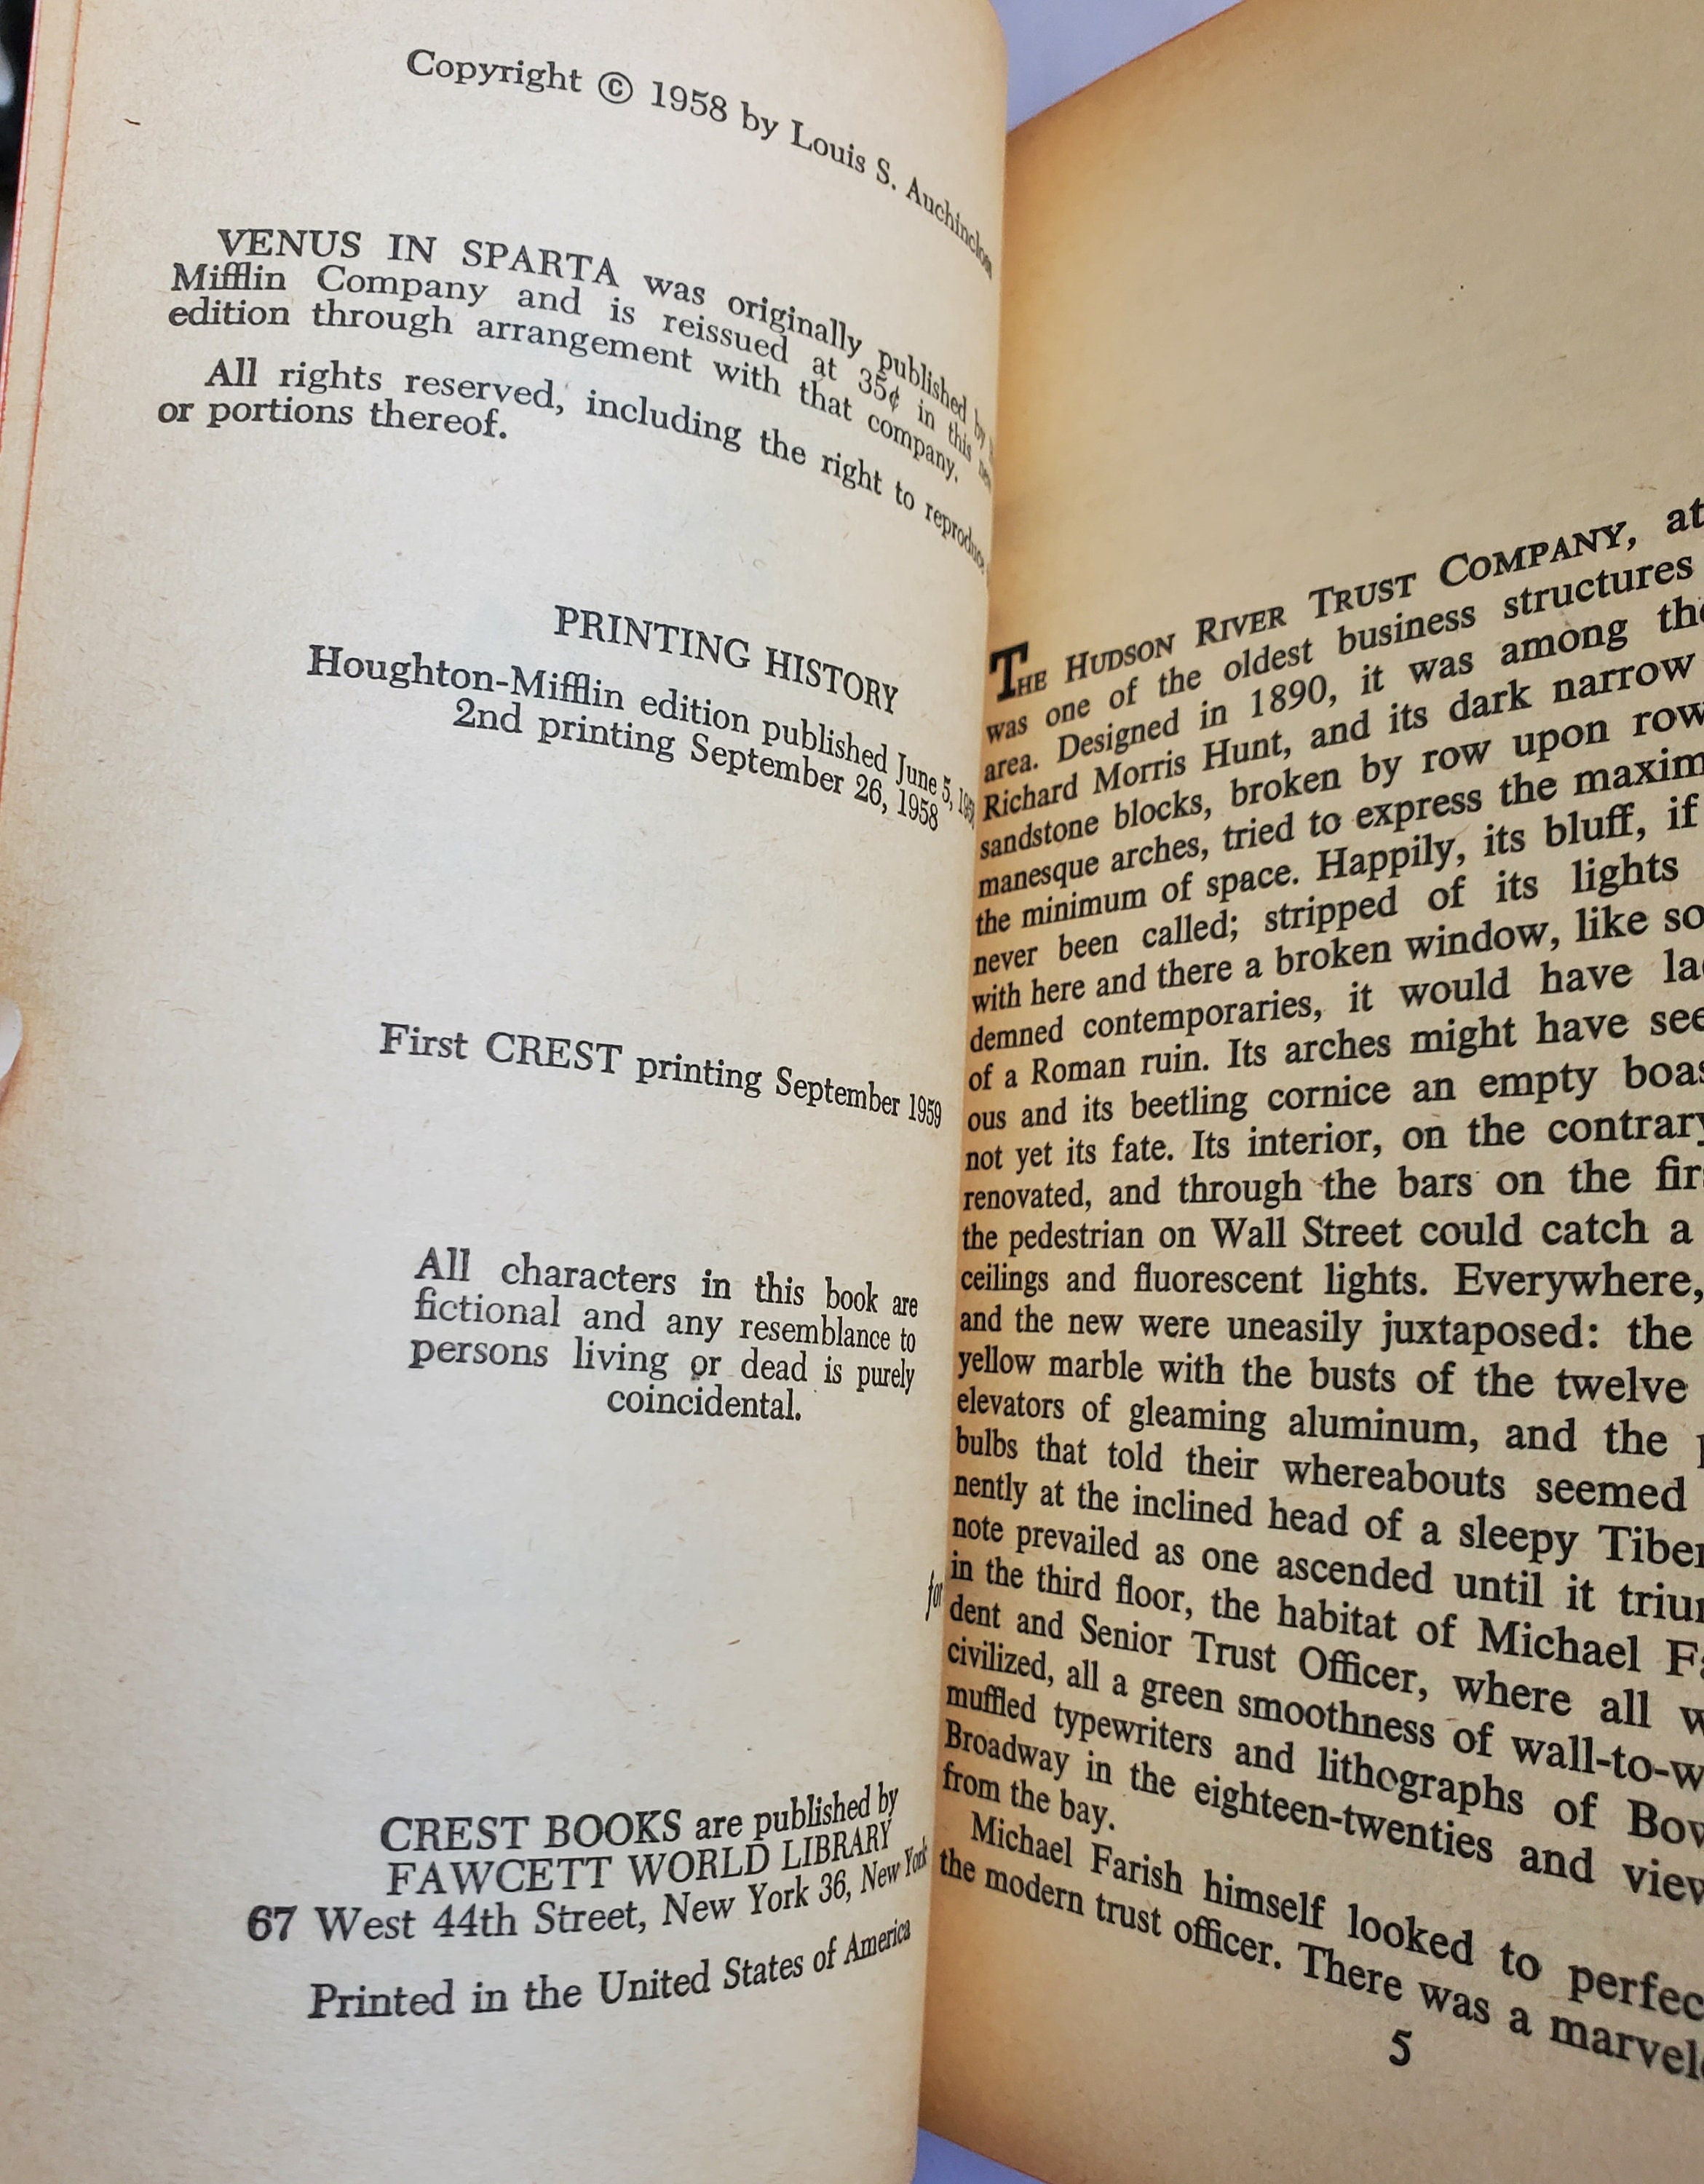 Copyright © 1958 by Louis S. Auchincloss
VENUS IN SPARTA was originally published by
Mifflin Company and is reissued at 35¢ in this new
edition through arrangement with that company.
All rights reserved, including the right to reproduce
or portions thereof.
PRINTING HISTORY
Houghton-Mifflin edition published June 5,
2nd printing September 26, 1958
First CREST printing September 1959
All characters in this book are
fictional and any resemblance to
persons living or dead is purely
coincidental.
CREST BOOKS are published by
FAWCETT WORLD LIBRARY
67 West 44th Street, New York 36, New York
Printed in the United States of America
THE HUDSON RIVER TRUST COMPANY, at
was one of the oldest business structures
area. Designed in 1890, it was among the
Richard Morris Hunt, and its dark narrow
sandstone blocks, broken by row upon row
manesque arches, tried to express the maxim
the minimum of space. Happily, its bluff, if
never been called; stripped of its lights
with here and there a broken window, like so
demned contemporaries, it would have la
of a Roman ruin. Its arches might have see
ous and its beetling cornice an empty boas
not yet its fate. Its interior, on the contrary
renovated, and through the bars on the firs
the pedestrian on Wall Street could catch a
ceilings and fluorescent lights. Everywhere,
and the new were uneasily juxtaposed: the
yellow marble with the busts of the twelve
elevators of gleaming aluminum, and the
bulbs that told their whereabouts seemed
nently at the inclined head of a sleepy Tiber
note prevailed as one ascended until it trium
in the third floor, the habitat of Michael Fa
for dent and Senior Trust Officer, where all w
civilized, all a green smoothness of wall-to-w
muffled typewriters and lithographs of Bow
Broadway in the eighteen-twenties and view
from the bay.
Michael Farish himself looked to perfec
the modern trust officer. There was a marvel
5